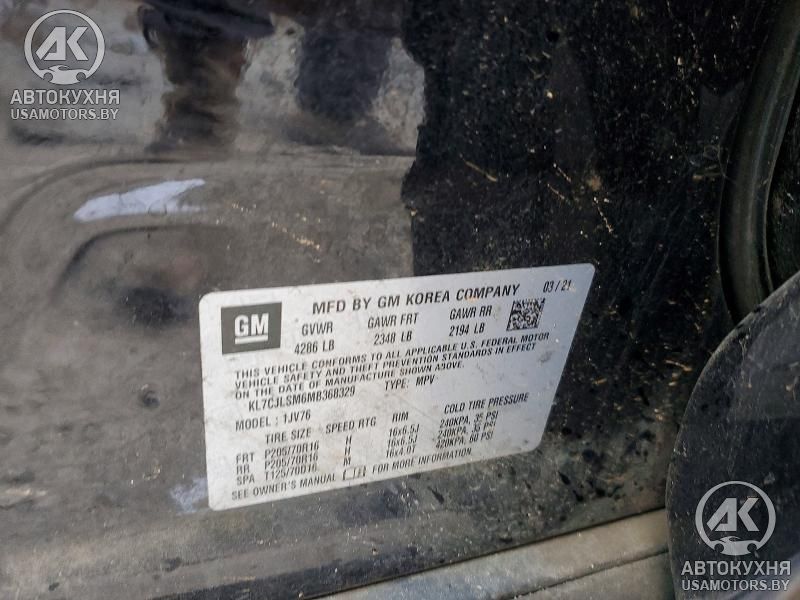 АК
АВТОКУХНЯ
USAMOTORS.BY
GM
MFD BY GM KOREA COMPANY 03/21
GVWR GAWR FRT GAWR RR
4286 LB 2348 LB 2194 LB
THIS VEHICLE CONFORMS TO ALL APPLICABLE U.S. FEDERAL MOTOR
VEHICLE SAFETY AND THEFT PREVENTION STANDARDS IN EFFECT
ON THE DATE OF MANUFACTURE SHOWN ABOVE.
KL7CJLSM6MB368329 TYPE: MPV
MODEL: 1JV76
TIRE SIZE SPEED RTG RIM COLD TIRE PRESSURE
FRT P205/70R16 H 16x6.5J 240KPA, 35 PSI
RR P205/70R16 H 16x6.5J 240KPA, 35 PSI
SPA T125/70D16 M 16x4.0T 420KPA, 60 PSI
SEE OWNER'S MANUAL FOR MORE INFORMATION.
АК
АВТОКУХНЯ
USAMOTORS.BY